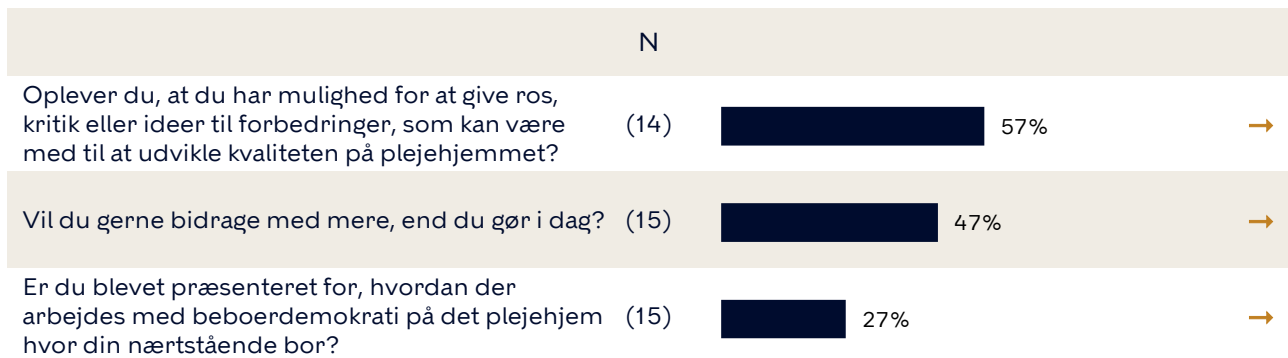 N
Oplever du, at du har mulighed for at give ros,
kritik eller ideer til forbedringer, som kan være
med til at udvikle kvaliteten på plejehjemmet?
(14)
57%
Vil du gerne bidrage med mere, end du gør i dag?
(15)
47%
Er du blevet præsenteret for, hvordan der
arbejdes med beboerdemokrati på det plejehjem
hvor din nærtstående bor?
(15)
27%